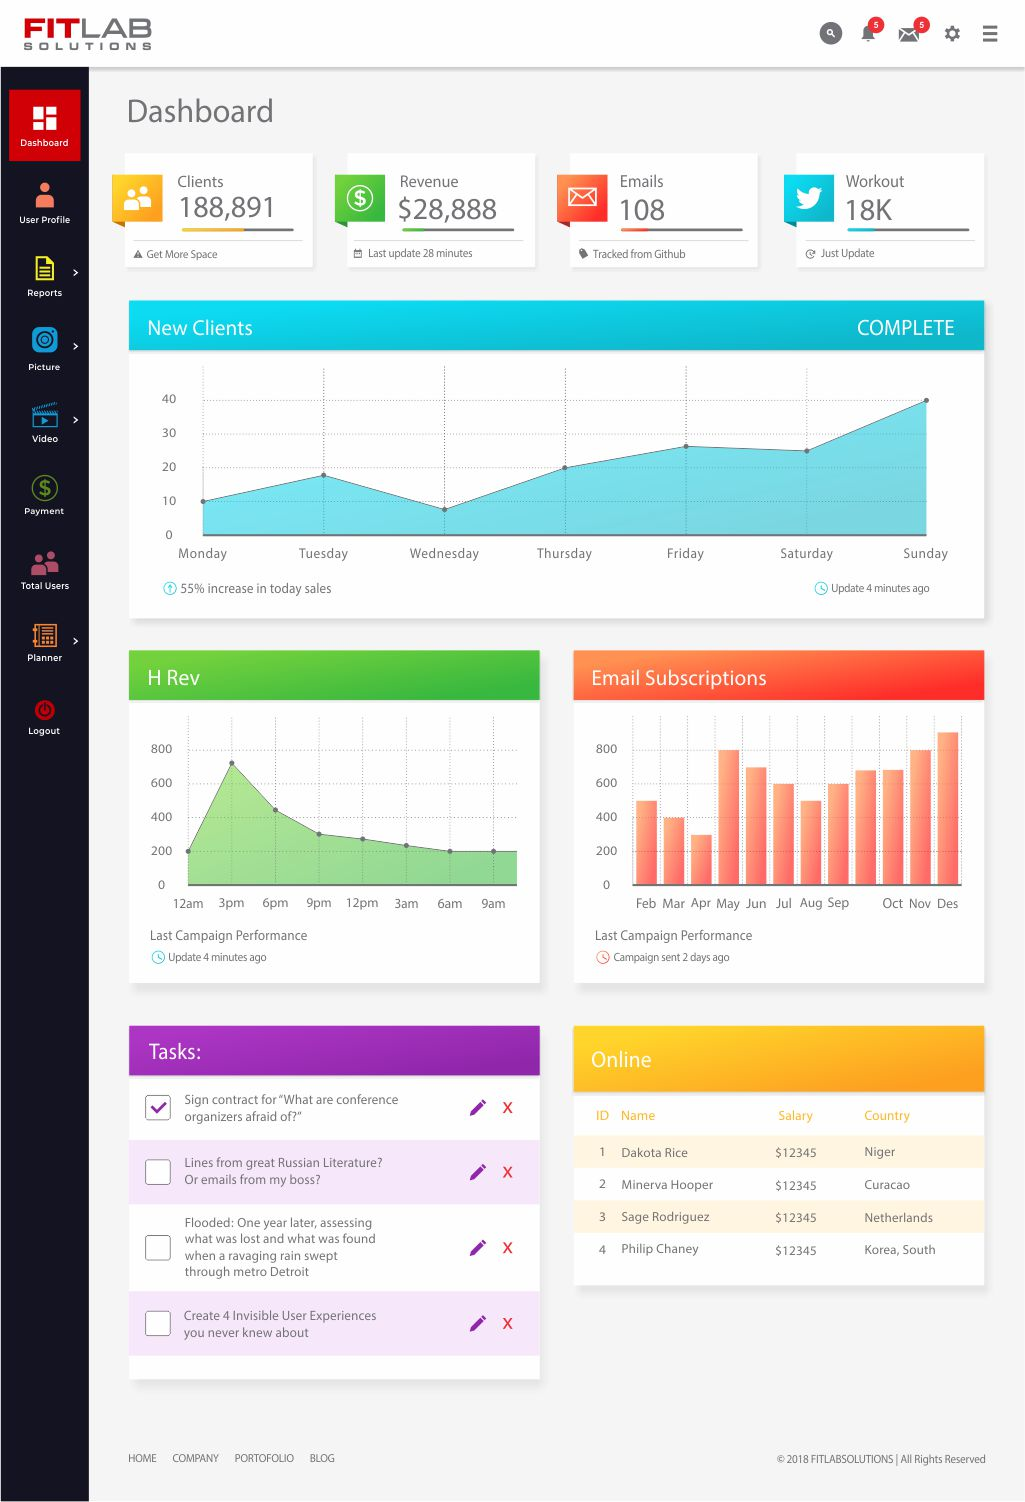 FITLAB
SOLUTIONS
5
5
Dashboard
Dashboard
User Profile
Reports
Picture
Video
Payment
Total Users
Planner
Logout
Clients
188,891
Get More Space
Revenue
$28,888
Last update 28 minutes
Emails
108
Tracked from Github
Workout
18K
Just Update
New Clients COMPLETE
40
30
20
10
0
Monday Tuesday Wednesday Thursday Friday Saturday Sunday
55% increase in today sales Update 4 minutes ago
H Rev
800
600
400
200
0
12am 3pm 6pm 9pm 12pm 3am 6am 9am
Last Campaign Performance
Update 4 minutes ago
Email Subscriptions
800
600
400
200
0
Feb Mar Apr May Jun Jul Aug Sep Oct Nov Des
Last Campaign Performance
Campaign sent 2 days ago
Tasks:
Sign contract for “What are conference
organizers afraid of?”
X
Lines from great Russian Literature?
Or emails from my boss?
X
Flooded: One year later, assessing
what was lost and what was found
when a ravaging rain swept
through metro Detroit
X
Create 4 Invisible User Experiences
you never knew about
X
Online
ID Name Salary Country
1 Dakota Rice $12345 Niger
2 Minerva Hooper $12345 Curacao
3 Sage Rodriguez $12345 Netherlands
4 Philip Chaney $12345 Korea, South
HOME COMPANY PORTOFOLIO BLOG
© 2018 FITLABSOLUTIONS | All Rights Reserved